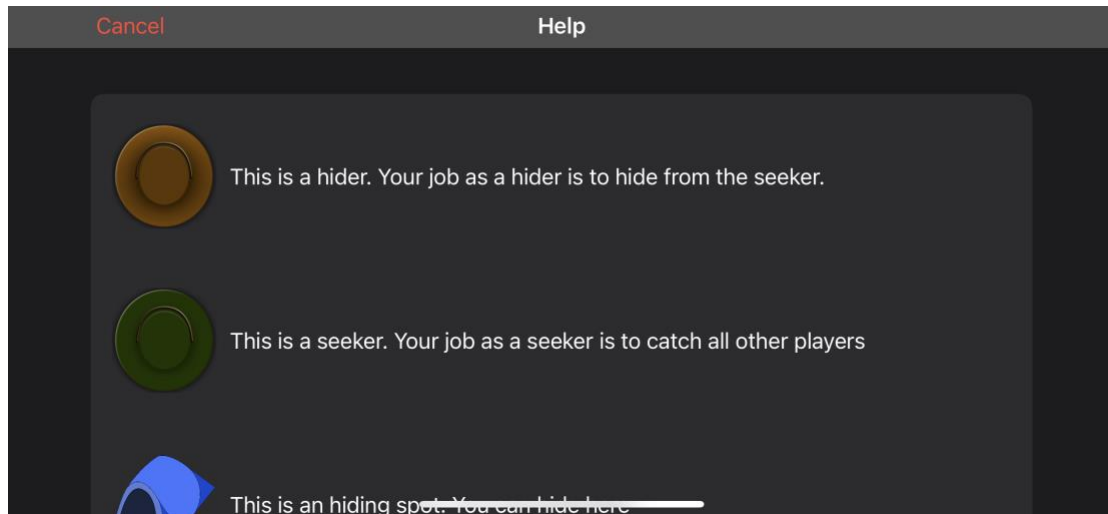 Cancel
Help
This is a hider. Your job as a hider is to hide from the seeker.
This is a seeker. Your job as a seeker is to catch all other players
This is an hiding spot. You can hide here